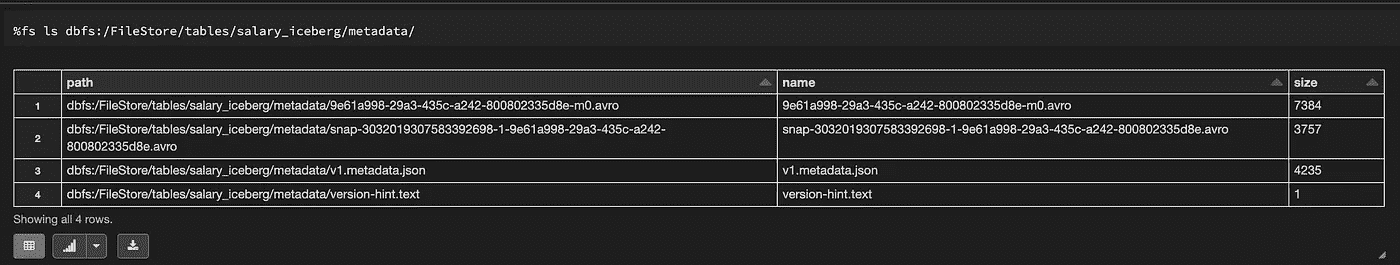 %fs ls dbfs:/FileStore/tables/salary_iceberg/metadata/
path name size
1 dbfs:/FileStore/tables/salary_iceberg/metadata/9e61a998-29a3-435c-a242-800802335d8e-m0.avro 9e61a998-29a3-435c-a242-800802335d8e-m0.avro 7384
2 dbfs:/FileStore/tables/salary_iceberg/metadata/snap-3032019307583392698-1-9e61a998-29a3-435c-a242- snap-3032019307583392698-1-9e61a998-29a3-435c-a242-800802335d8e.avro 3757
800802335d8e.avro
3 dbfs:/FileStore/tables/salary_iceberg/metadata/v1.metadata.json v1.metadata.json 4235
4 dbfs:/FileStore/tables/salary_iceberg/metadata/version-hint.text version-hint.text 1
Showing all 4 rows.